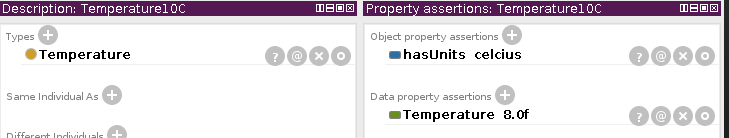 Description: Temperature10C
Types
Temperature
Same Individual As
Different Individuals
Property assertions: Temperature10C
Object property assertions
hasUnits celcius
Data property assertions
Temperature 8.0f